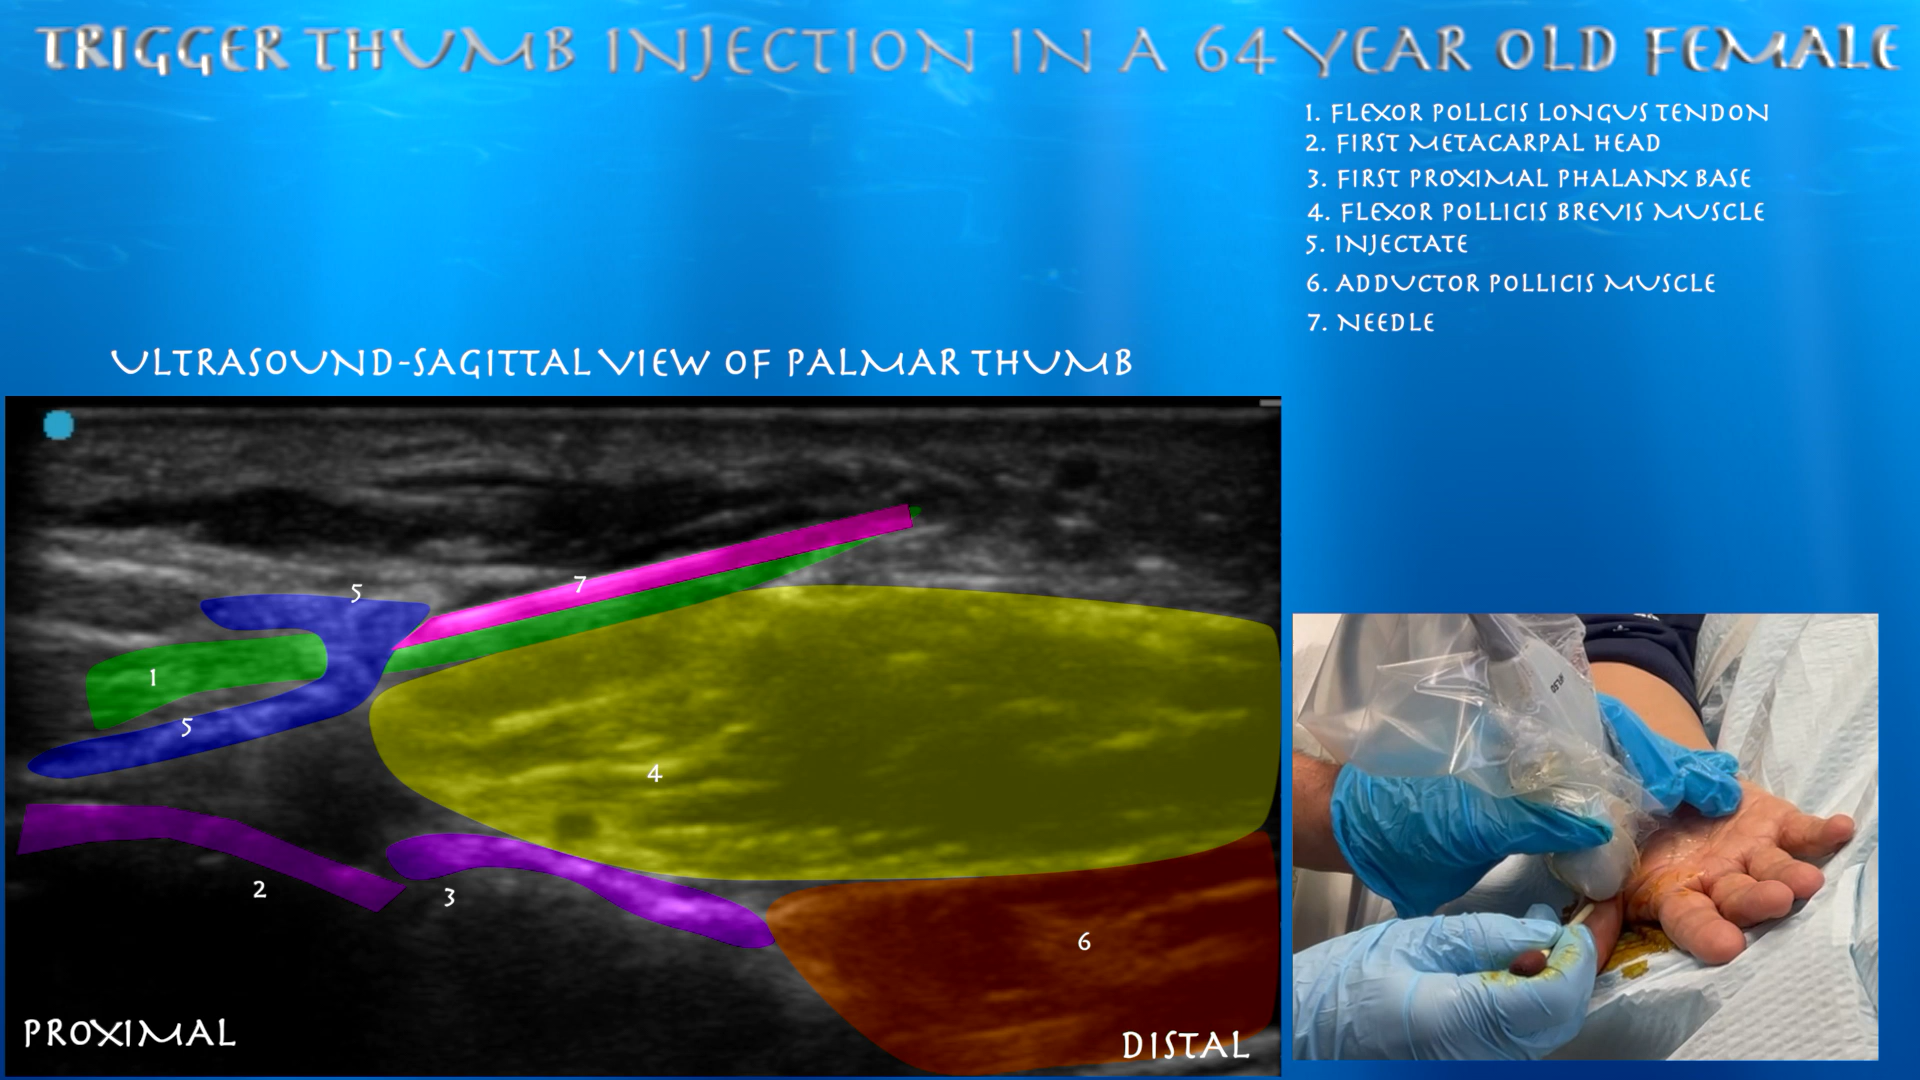 TRIGGER THUMB INJECTION IN A 64 YEAR OLD FEMALE
1. FLEXOR POLLCIS LONGUS TENDON
2. FIRST METACARPAL HEAD
3. FIRST PROXIMAL PHALANX BASE
4. FLEXOR POLLICIS BREVIS MUSCLE
5. INJECTATE
6. ADDUCTOR POLLICIS MUSCLE
7. NEEDLE
ULTRASOUND-SAGITTAL VIEW OF PALMAR THUMB
7
5
1
5
4
2
3
6
PROXIMAL
DISTAL